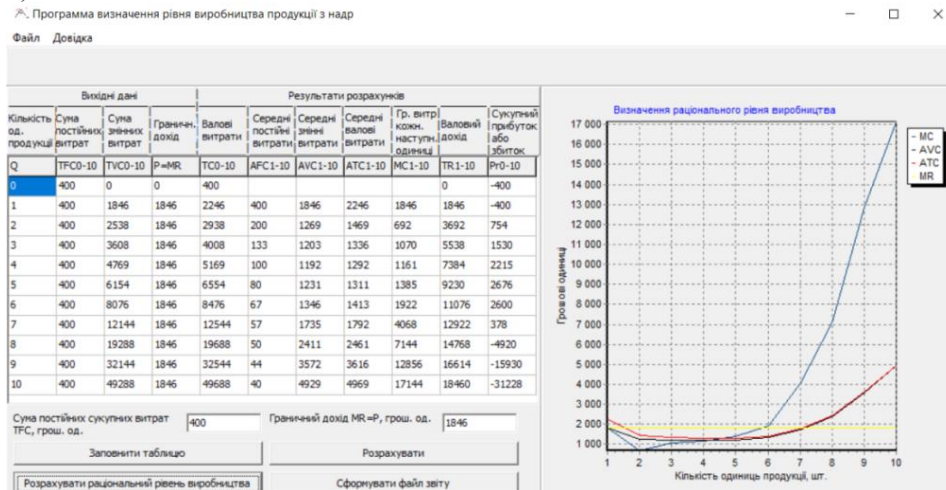 Программа визначення рівня виробництва продукції з надр
Файл Довідка
Вихідні дані Результати розрахунків
Кількість од. продукції Сума постійних витрат Сума змінних витрат Граничн. дохід Валові витрати Середні постійні витрати Середні змінні витрати Середні валові витрати Гр. витр кожн. наступн. одиниці Валовий дохід Сукупний прибуток або збиток
Q TFC0-10 TVC0-10 P=MR TC0-10 AFC1-10 AVC1-10 ATC1-10 MC1-10 TR1-10 Pr0-10
0 400 0 0 400 0 -400
1 400 1846 1846 2246 400 1846 2246 1846 1846 -400
2 400 2538 1846 2938 200 1269 1469 692 3692 754
3 400 3608 1846 4008 133 1203 1336 1070 5538 1530
4 400 4769 1846 5169 100 1192 1292 1161 7384 2215
5 400 6154 1846 6554 80 1231 1311 1385 9230 2676
6 400 8076 1846 8476 67 1346 1413 1922 11076 2600
7 400 12144 1846 12544 57 1735 1792 4068 12922 378
8 400 19288 1846 19688 50 2411 2461 7144 14768 -4920
9 400 32144 1846 32544 44 3572 3616 12856 16614 -15930
10 400 49288 1846 49688 40 4929 4969 17144 18460 -31228
Сума постійних сукупних витрат TFC, грош. од. 400 Граничний дохід MR=P, грош. од. 1846
Заповнити таблицю Розрахувати
Розрахувати раціональний рівень виробництва Сформувати файл звіту
Визначення раціонального рівня виробництва
17 000
16 000
15 000
14 000
13 000
12 000
11 000
10 000
9 000
8 000
7 000
6 000
5 000
4 000
3 000
2 000
1 000
Грошові одиниці
1 2 3 4 5 6 7 8 9 10
Кількість одиниць продукції, шт.
MC
AVC
ATC
MR